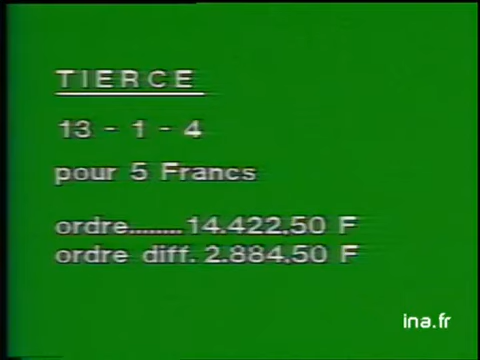 TIERCE
13 - 1 - 4
pour 5 Francs
ordre........14.422,50 F
ordre diff. 2.884,50 F
ina.fr